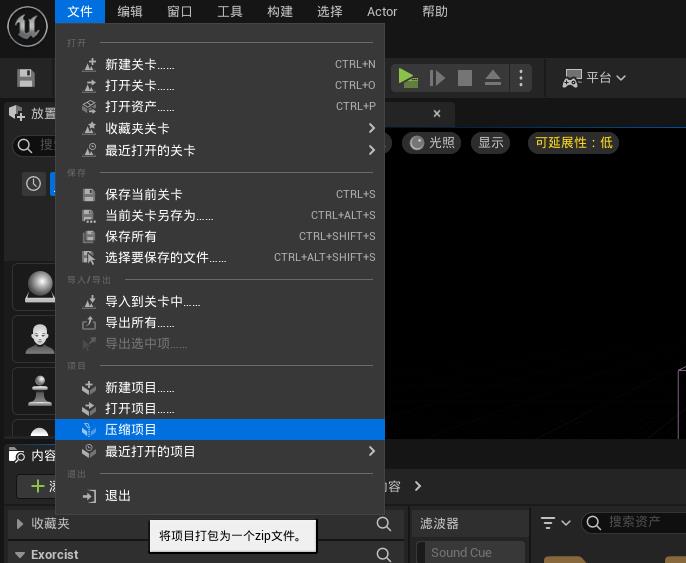 文件 编辑 窗口 工具 构建 选择 Actor 帮助
打开
新建关卡…… CTRL+N
打开关卡…… CTRL+O
打开资产…… CTRL+P
收藏夹关卡
最近打开的关卡
保存
保存当前关卡 CTRL+S
当前关卡另存为…… CTRL+ALT+S
保存所有 CTRL+SHIFT+S
选择要保存的文件…… CTRL+ALT+SHIFT+S
导入/导出
导入到关卡中……
导出所有……
导出选中项……
项目
新建项目……
打开项目……
压缩项目
最近打开的项目
退出
退出
平台
放置
光照 显示 可延展性：低
内容
容
收藏夹
将项目打包为一个zip文件。
Exorcist
滤波器
搜索资产
Sound Cue